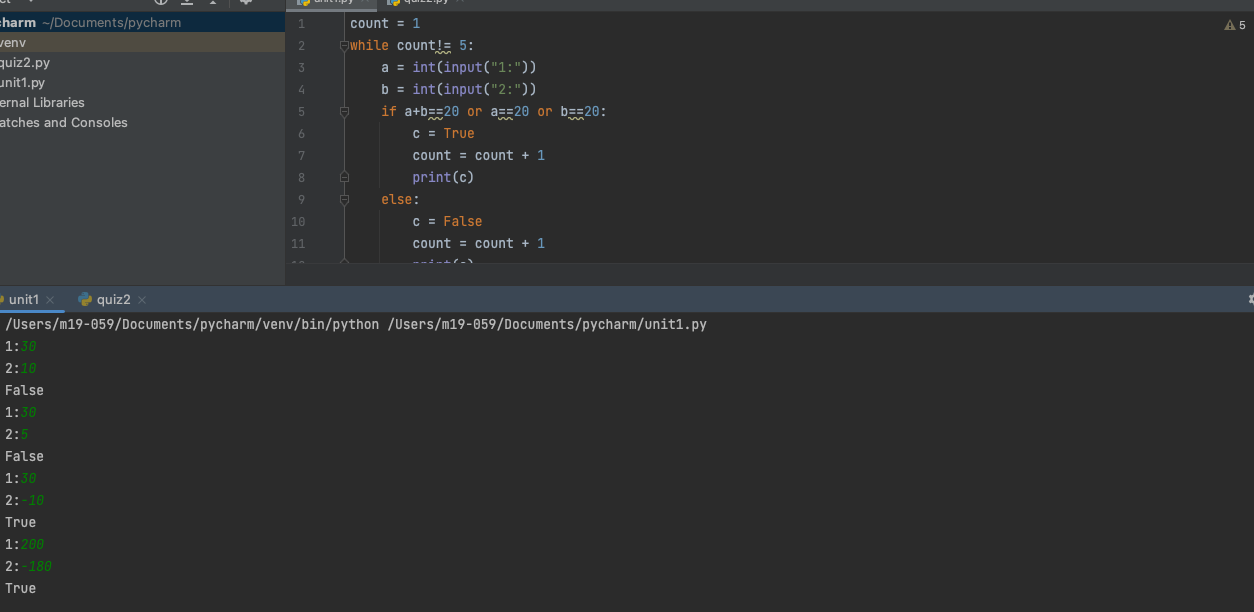 unit1.py quiz2.py
charm ~/Documents/pycharm
venv
quiz2.py
unit1.py
ernal Libraries
atches and Consoles
5
1 count = 1
2 while count!= 5:
3 a = int(input("1:"))
4 b = int(input("2:"))
5 if a+b==20 or a==20 or b==20:
6 c = True
7 count = count + 1
8 print(c)
9 else:
10 c = False
11 count = count + 1
print(c)
unit1 quiz2
/Users/m19-059/Documents/pycharm/venv/bin/python /Users/m19-059/Documents/pycharm/unit1.py
1:30
2:10
False
1:30
2:5
False
1:30
2:-10
True
1:200
2:-180
True